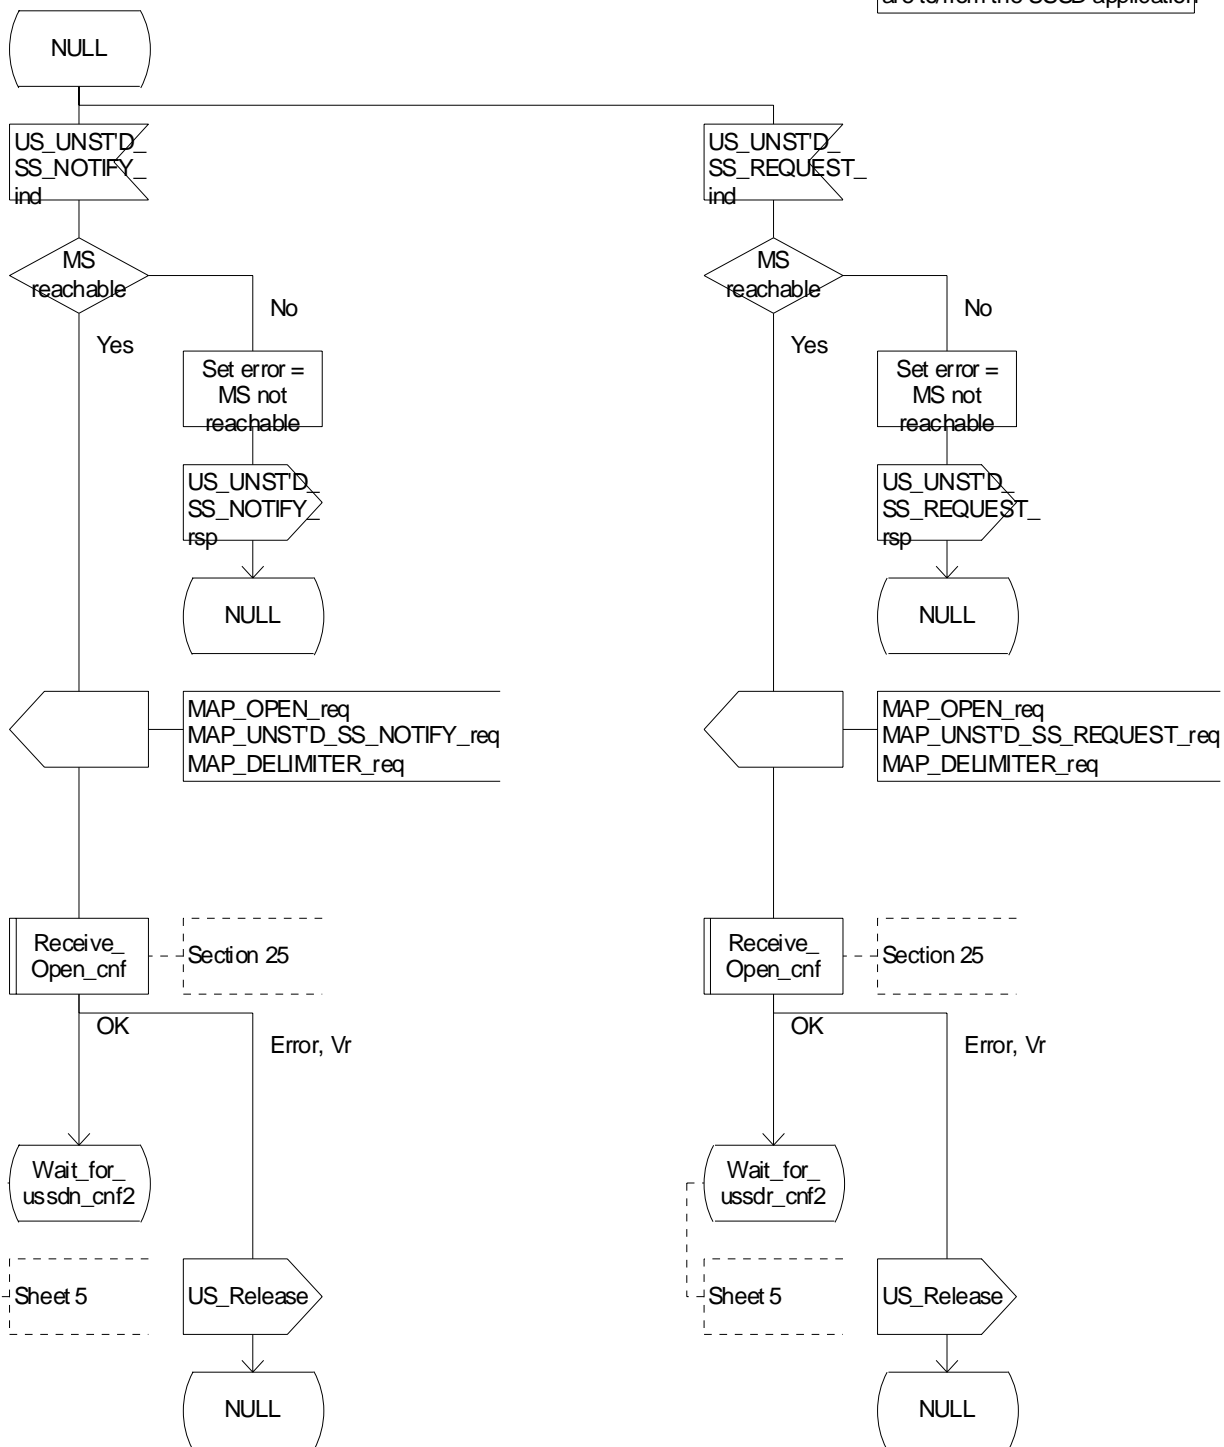 are to/from the USSD application
NULL
US_UNST'D_
SS_NOTIFY_
ind
US_UNST'D_
SS_REQUEST_
ind
MS
reachable
No
Yes
MS
reachable
No
Yes
Set error =
MS not
reachable
Set error =
MS not
reachable
US_UNST'D_
SS_NOTIFY_
rsp
US_UNST'D_
SS_REQUEST_
rsp
NULL
NULL
MAP_OPEN_req
MAP_UNST'D_SS_NOTIFY_req
MAP_DELIMITER_req
MAP_OPEN_req
MAP_UNST'D_SS_REQUEST_req
MAP_DELIMITER_req
Receive_
Open_cnf
Section 25
Receive_
Open_cnf
Section 25
OK
Error, Vr
OK
Error, Vr
Wait_for_
ussdn_cnf2
Wait_for_
ussdr_cnf2
Sheet 5
US_Release
Sheet 5
US_Release
NULL
NULL